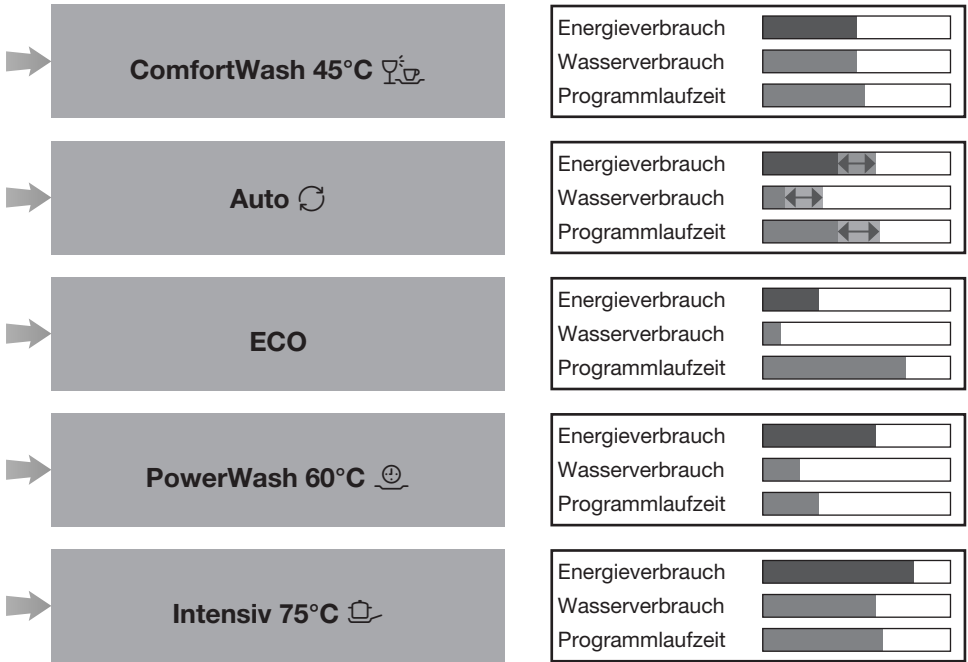 ComfortWash 45°C
Energieverbrauch
Wasserverbrauch
Programmlaufzeit
Auto
Energieverbrauch
Wasserverbrauch
Programmlaufzeit
ECO
Energieverbrauch
Wasserverbrauch
Programmlaufzeit
PowerWash 60°C
Energieverbrauch
Wasserverbrauch
Programmlaufzeit
Intensiv 75°C
Energieverbrauch
Wasserverbrauch
Programmlaufzeit